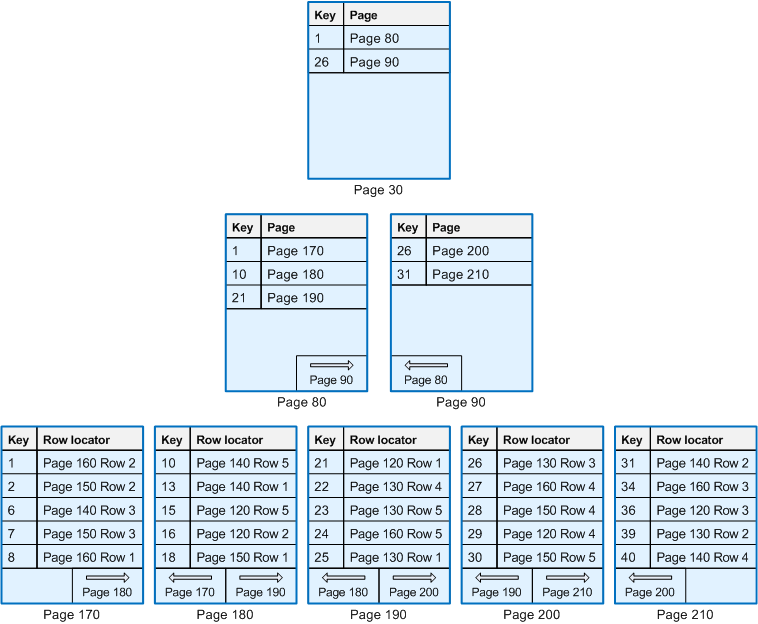 Key Page
1 Page 80
26 Page 90
Page 30
Key Page
1 Page 170
10 Page 180
21 Page 190
Page 90
Page 80
Key Page
26 Page 200
31 Page 210
Page 80
Page 90
Key Row locator
1 Page 160 Row 2
2 Page 150 Row 2
6 Page 140 Row 3
7 Page 150 Row 3
8 Page 160 Row 1
Page 180
Page 170
Key Row locator
10 Page 140 Row 5
13 Page 140 Row 1
15 Page 120 Row 5
16 Page 120 Row 2
18 Page 150 Row 1
Page 170 Page 190
Page 180
Key Row locator
21 Page 120 Row 1
22 Page 130 Row 4
23 Page 130 Row 5
24 Page 160 Row 5
25 Page 130 Row 1
Page 180 Page 200
Page 190
Key Row locator
26 Page 130 Row 3
27 Page 160 Row 4
28 Page 150 Row 4
29 Page 120 Row 4
30 Page 150 Row 5
Page 190 Page 210
Page 200
Key Row locator
31 Page 140 Row 2
34 Page 160 Row 3
36 Page 120 Row 3
39 Page 130 Row 2
40 Page 140 Row 4
Page 200
Page 210